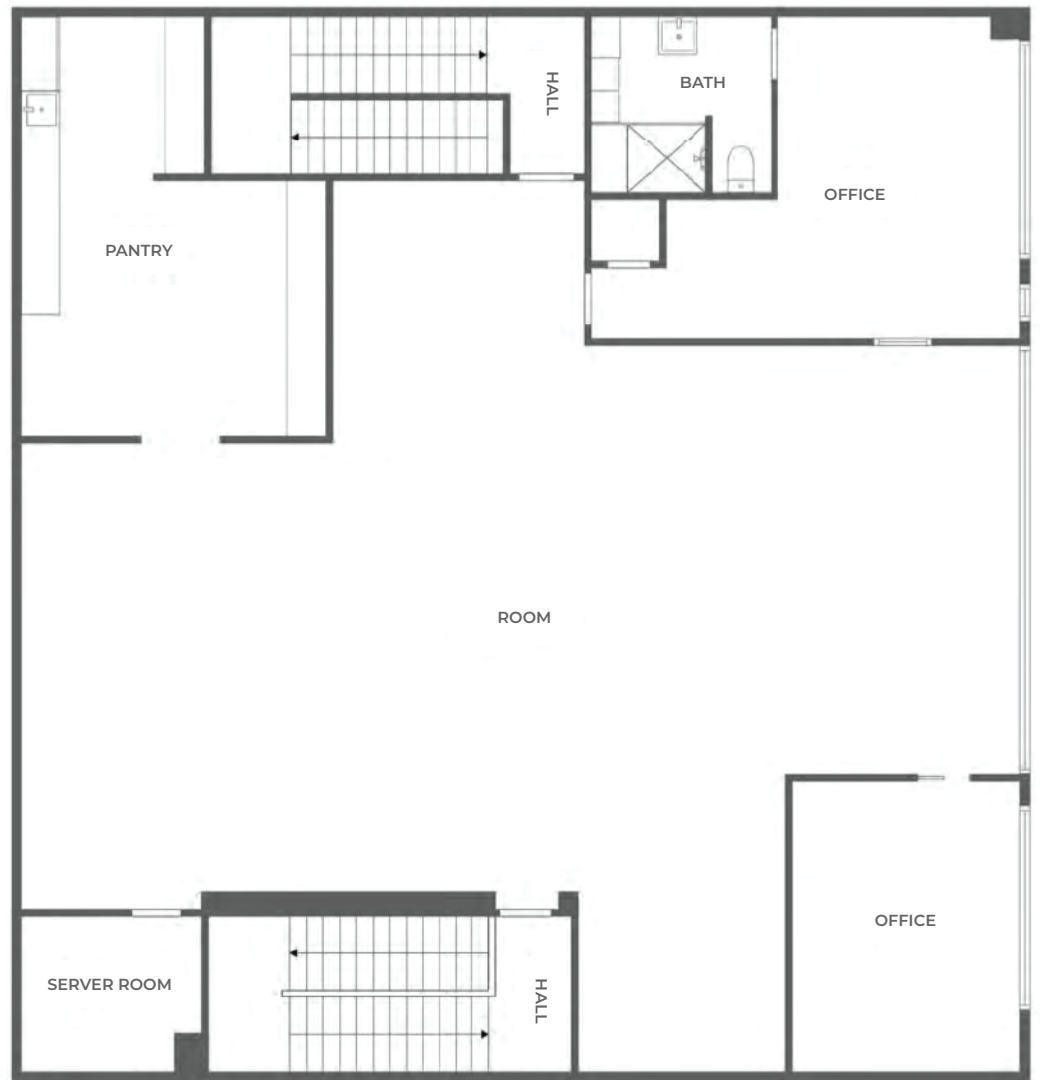 HALL
BATH
OFFICE
PANTRY
ROOM
OFFICE
SERVER ROOM
HALL